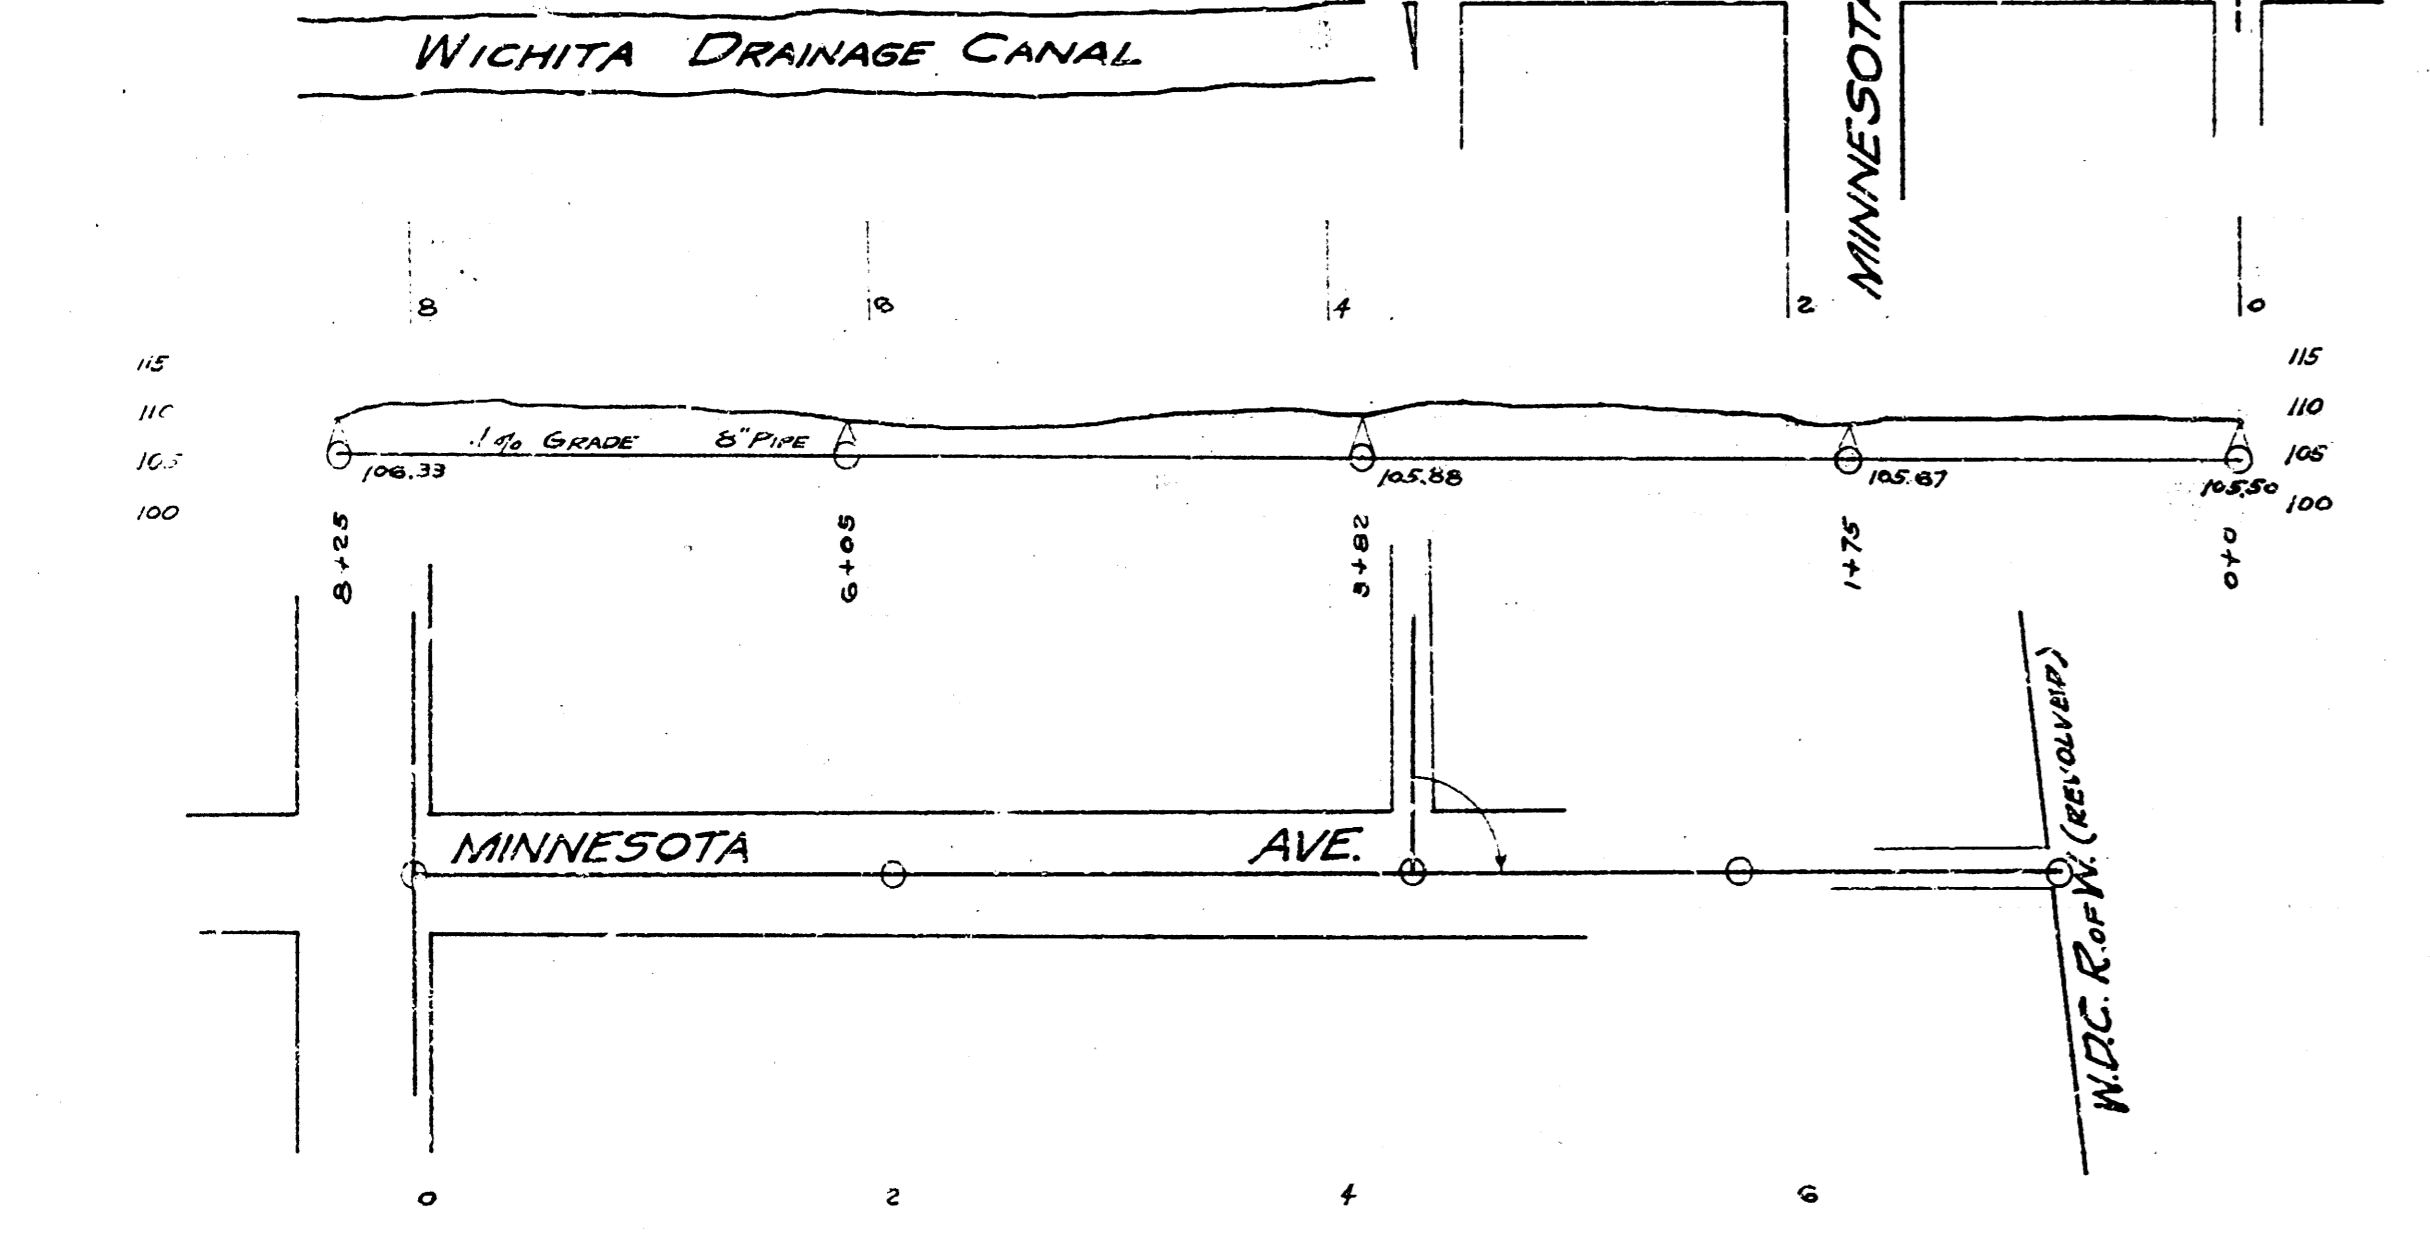 WICHITA DRAINAGE CANAL
MINNESOTA
8 4 2 0
115 115
110 110
.1% GRADE 8" PIPE
105 105
106.33 105.88 105.67 105.50
100 100
8+25 6+05 3+82 1+75 0+0
MINNESOTA AVE.
W.D.C. R. OF W. (REVOLVED)
0 2 4 6